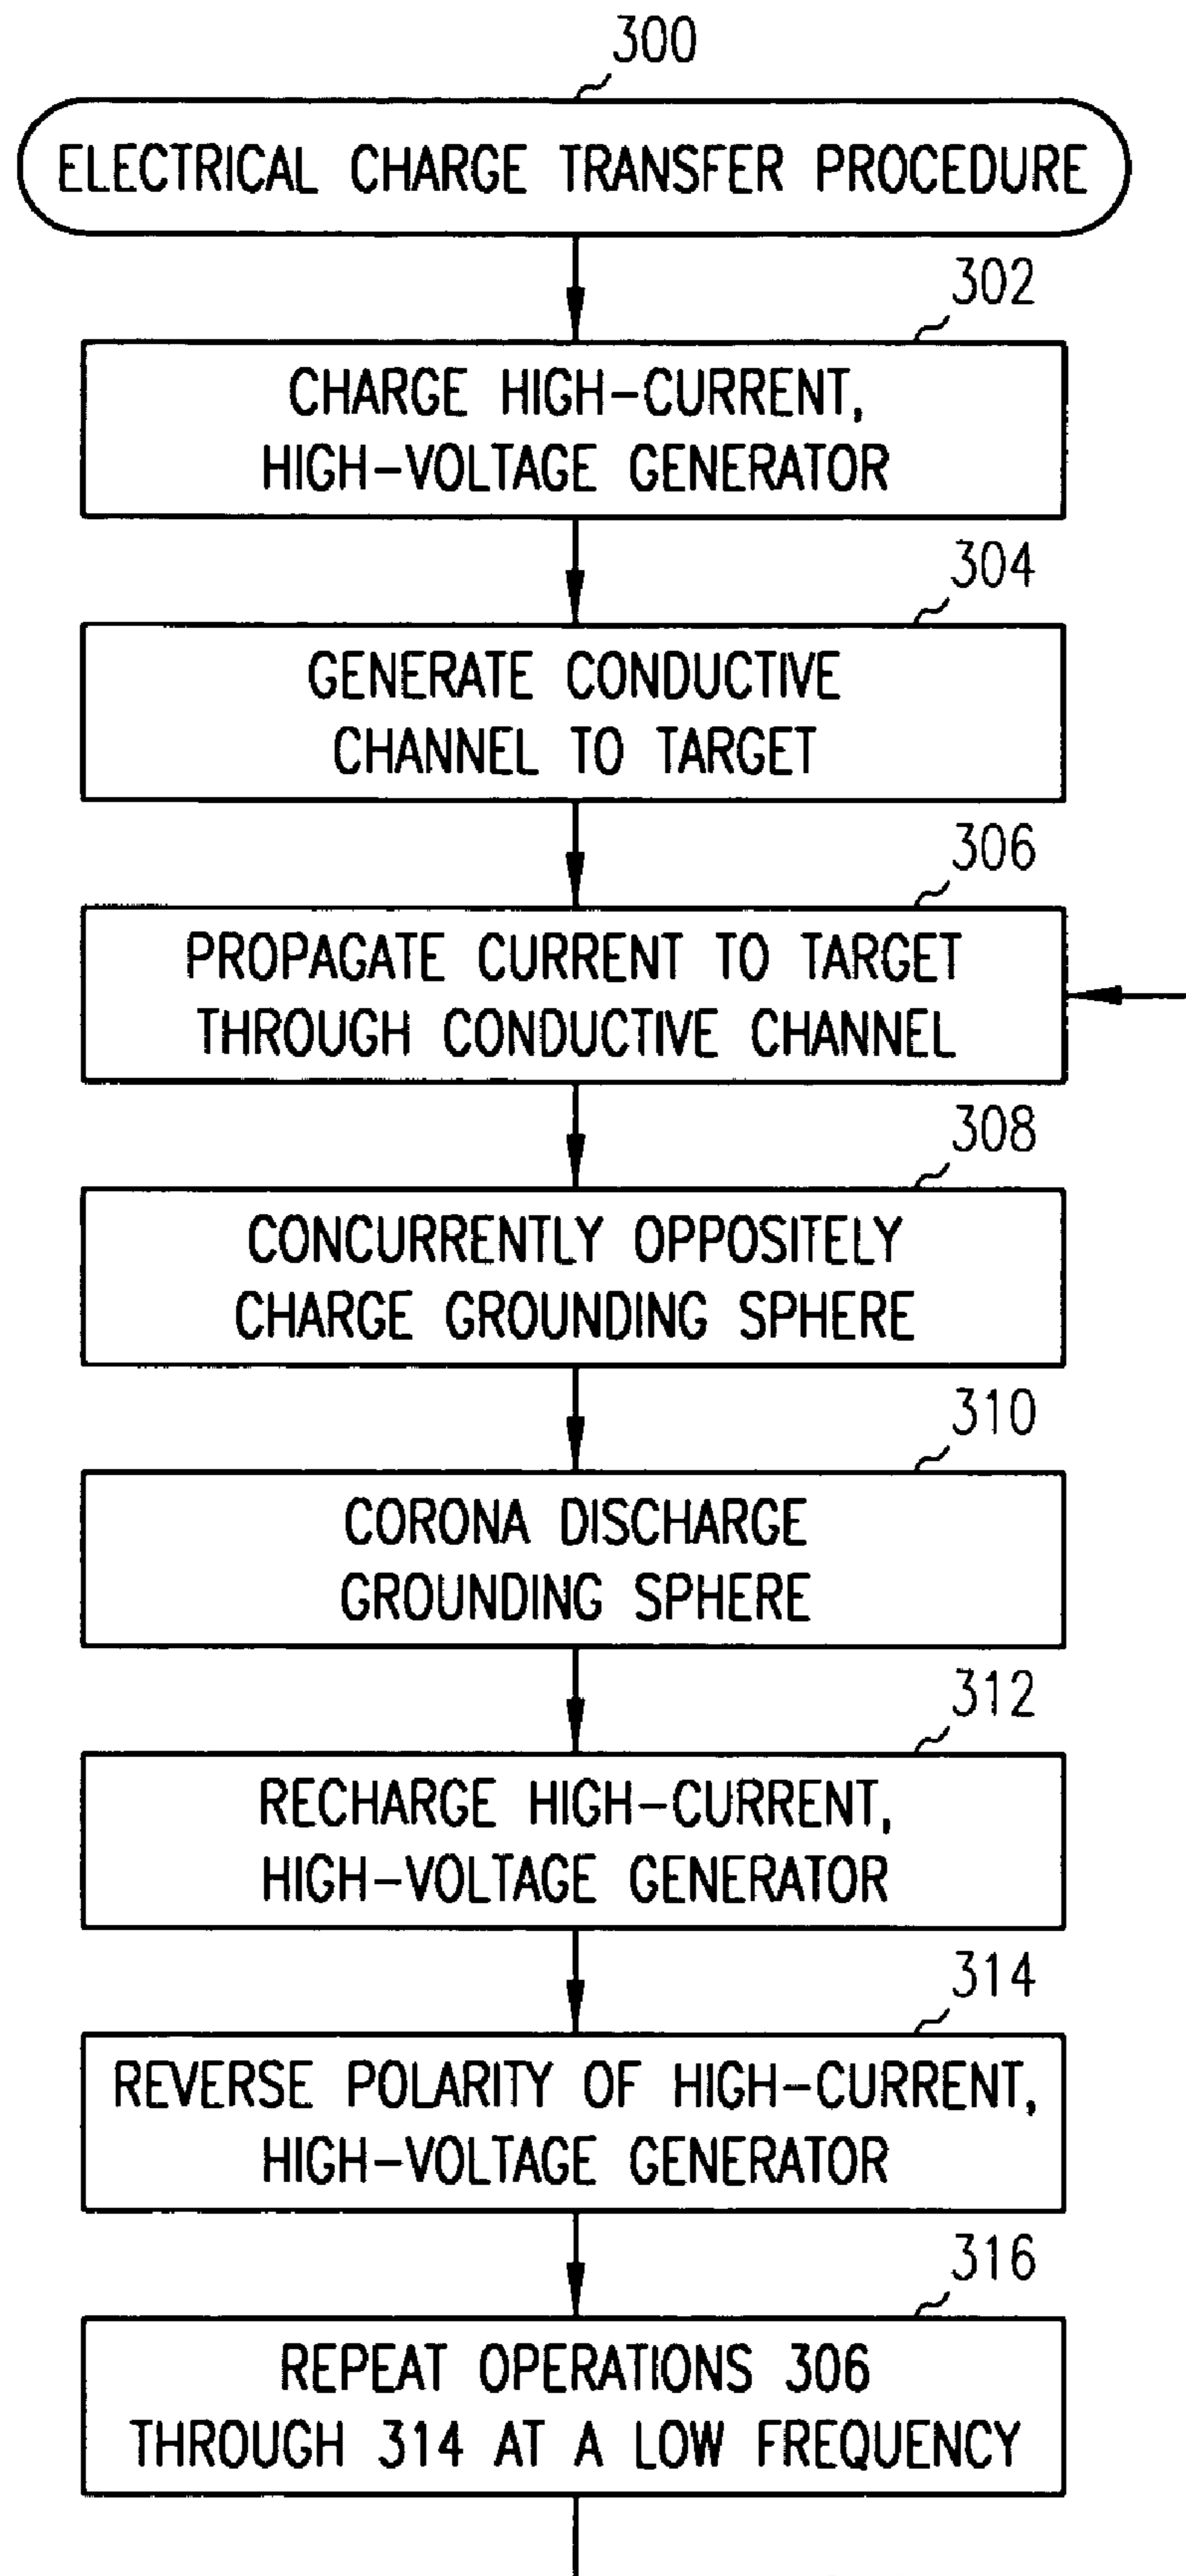 300
ELECTRICAL CHARGE TRANSFER PROCEDURE
302
CHARGE HIGH-CURRENT,
HIGH-VOLTAGE GENERATOR
304
GENERATE CONDUCTIVE
CHANNEL TO TARGET
306
PROPAGATE CURRENT TO TARGET
THROUGH CONDUCTIVE CHANNEL
308
CONCURRENTLY OPPOSITELY
CHARGE GROUNDING SPHERE
310
CORONA DISCHARGE
GROUNDING SPHERE
312
RECHARGE HIGH-CURRENT,
HIGH-VOLTAGE GENERATOR
314
REVERSE POLARITY OF HIGH-CURRENT,
HIGH-VOLTAGE GENERATOR
316
REPEAT OPERATIONS 306
THROUGH 314 AT A LOW FREQUENCY